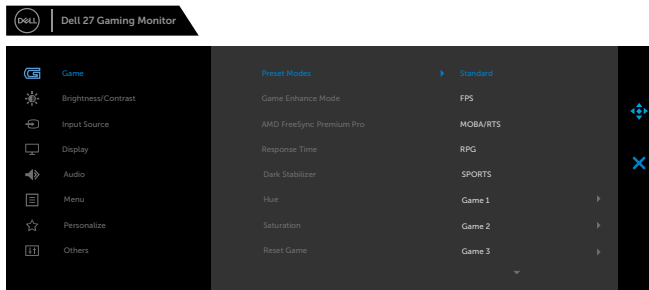 DELL
Dell 27 Gaming Monitor
Game
Preset Modes
Standard
Brightness/Contrast
Game Enhance Mode
FPS
Input Source
AMD FreeSync Premium Pro
MOBA/RTS
Display
Response Time
RPG
Audio
Dark Stabilizer
SPORTS
Menu
Hue
Game 1
Personalize
Saturation
Game 2
Others
Reset Game
Game 3